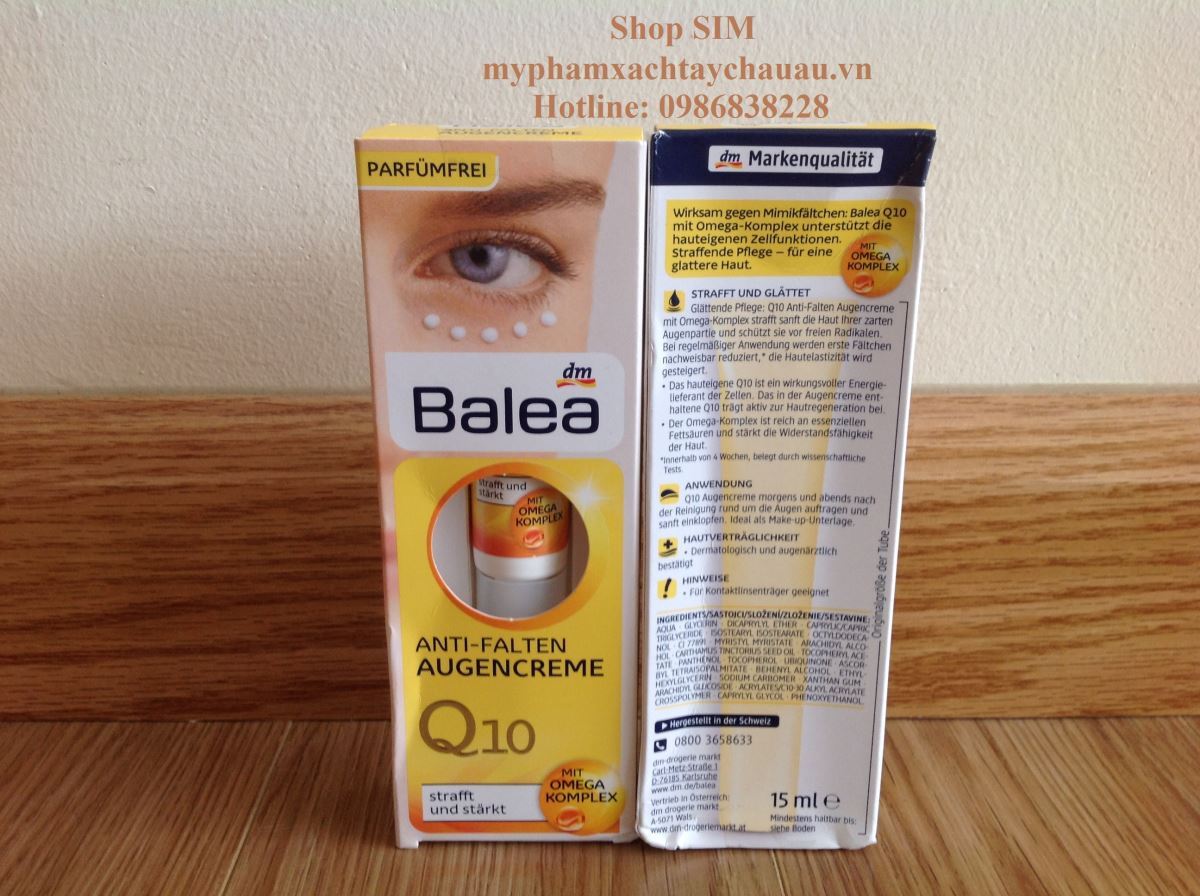 Shop SIM
myphamxachtaychauau.vn
Hotline: 0986838228
AUGENCREME
PARFÜMFREI
dm
Balea
strafft und
stärkt
MIT
OMEGA
KOMPLEX
ANTI-FALTEN
AUGENCREME
Q10
strafft
und stärkt
MIT
OMEGA
KOMPLEX
dm Markenqualität
Wirksam gegen Mimikfältchen: Balea Q10
mit Omega-Komplex unterstützt die
hauteigenen Zellfunktionen.
Straffende Pflege – für eine
glattere Haut.
MIT
OMEGA
KOMPLEX
STRAFFT UND GLÄTTET
Glättende Pflege: Q10 Anti-Falten Augencreme
mit Omega-Komplex strafft sanft die Haut Ihrer zarten
Augenpartie und schützt sie vor freien Radikalen.
Bei regelmäßiger Anwendung werden erste Fältchen
nachweisbar reduziert,* die Hautelastizität wird
gesteigert.
• Das hauteigene Q10 ist ein wirkungsvoller Energie-
lieferant der Zellen. Das in der Augencreme ent-
haltene Q10 trägt aktiv zur Hautregeneration bei.
• Der Omega-Komplex ist reich an essenziellen
Fettsäuren und stärkt die Widerstandsfähigkeit
der Haut.
*Innerhalb von 4 Wochen, belegt durch wissenschaftliche
Tests.
ANWENDUNG
Q10 Augencreme morgens und abends nach
der Reinigung rund um die Augen auftragen und
sanft einklopfen. Ideal als Make-up-Unterlage.
HAUTVERTRÄGLICHKEIT
• Dermatologisch und augenärztlich
bestätigt
HINWEISE
• Für Kontaktlinsenträger geeignet
Originalgröße der Tube
INGREDIENTS/SASTOJCI/SLOŽENÍ/ZLOŽENIE/SESTAVINE:
AQUA · GLYCERIN · DICAPRYLYL ETHER · CAPRYLIC/CAPRIC
TRIGLYCERIDE · ISOSTEARYL ISOSTEARATE · OCTYLDODECA-
NOL · CI 77891 · MYRISTYL MYRISTATE · ARACHIDYL ALCO-
HOL · CARTHAMUS TINCTORIUS SEED OIL · TOCOPHERYL ACE-
TATE · PANTHENOL · TOCOPHEROL · UBIQUINONE · ASCOR-
BYL TETRAISOPALMITATE · BEHENYL ALCOHOL · ETHYL-
HEXYLGLYCERIN · SODIUM CARBOMER · XANTHAN GUM ·
ARACHIDYL GLUCOSIDE · ACRYLATES/C10-30 ALKYL ACRYLATE
CROSSPOLYMER · CAPRYLYL GLYCOL · PHENOXYETHANOL.
Hergestellt in der Schweiz
0800 3658633
dm-drogerie markt
Carl-Metz-Straße 1
D-76185 Karlsruhe
www.dm.de/balea
Vertrieb in Österreich:
dm drogerie markt
A-5071 Wals
www.dm-drogeriemarkt.at
15 ml ℮
Mindestens haltbar bis:
siehe Boden